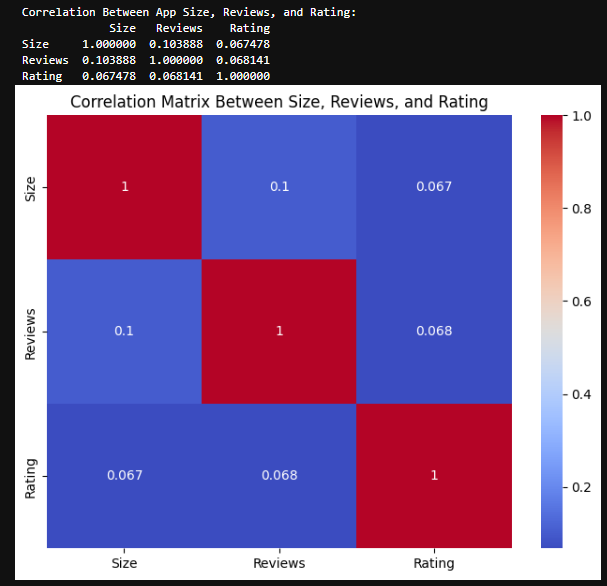 Correlation Between App Size, Reviews, and Rating:
Size Reviews Rating
Size 1.000000 0.103888 0.067478
Reviews 0.103888 1.000000 0.068141
Rating 0.067478 0.068141 1.000000
Correlation Matrix Between Size, Reviews, and Rating
Size
1 0.1 0.067
Reviews
0.1 1 0.068
Rating
0.067 0.068 1
Size Reviews Rating
1.0
0.8
0.6
0.4
0.2